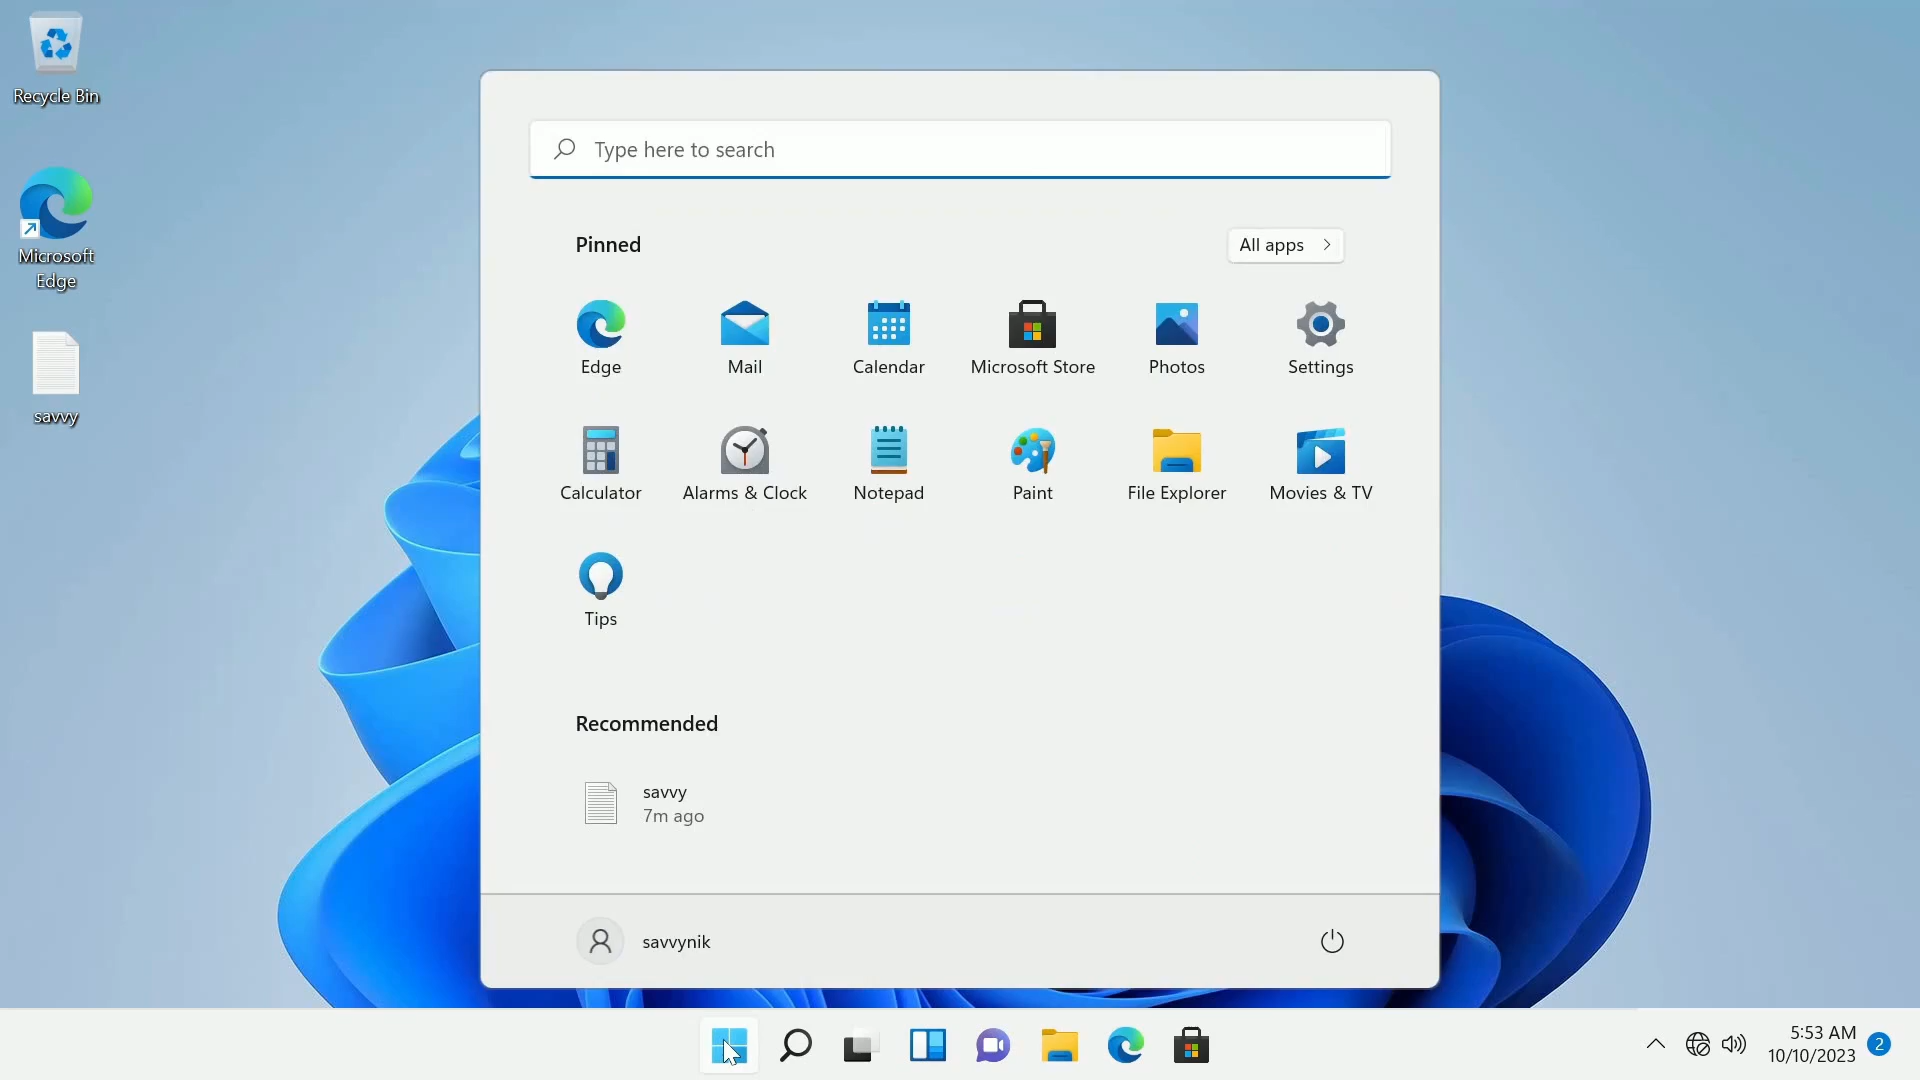 Recycle Bin
Microsoft
Edge
savvy
Type here to search
Pinned
All apps
Edge
Mail
Calendar
Microsoft Store
Photos
Settings
Calculator
Alarms & Clock
Notepad
Paint
File Explorer
Movies & TV
Tips
Recommended
savvy
7m ago
savvynik
5:53 AM
10/10/2023
2